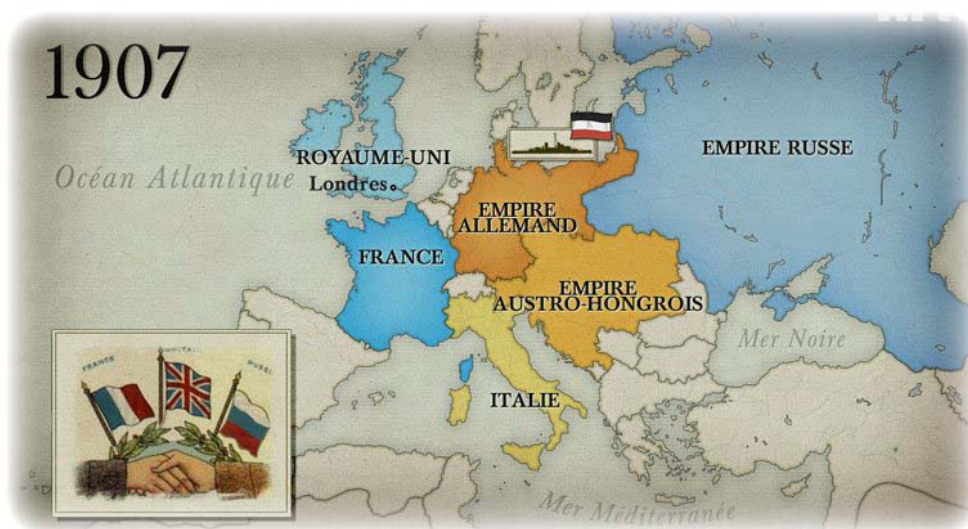 1907
ROYAUME-UNI
Océan Atlantique
Londres
EMPIRE RUSSE
EMPIRE
ALLEMAND
FRANCE
EMPIRE
AUSTRO-HONGROIS
Mer Noire
ITALIE
FRANCE
Mer Méditerranée